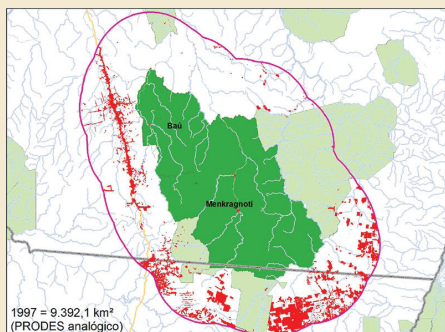 Baú
Menkragnoti
1997 = 9.392,1 km²
(PRODES analógico)